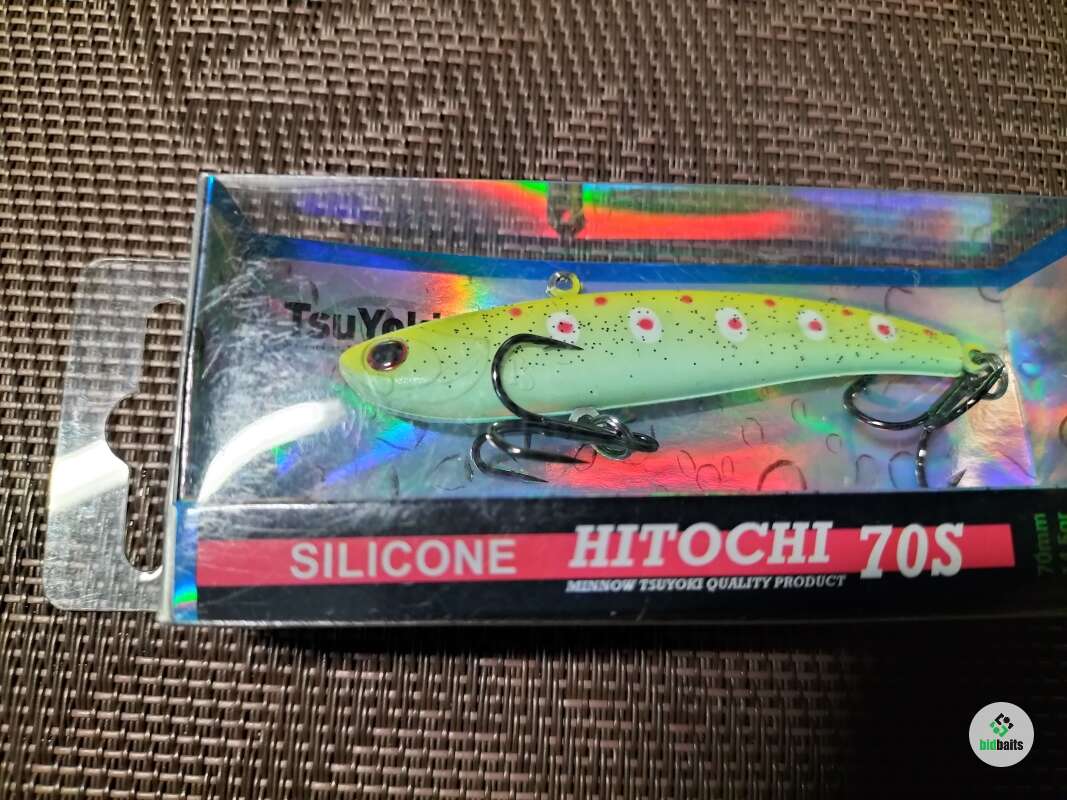 TsuYoki
SILICONE
HITOCHI 70S
MINNOW TSUYOKI QUALITY PRODUCT
70mm
bidbaits